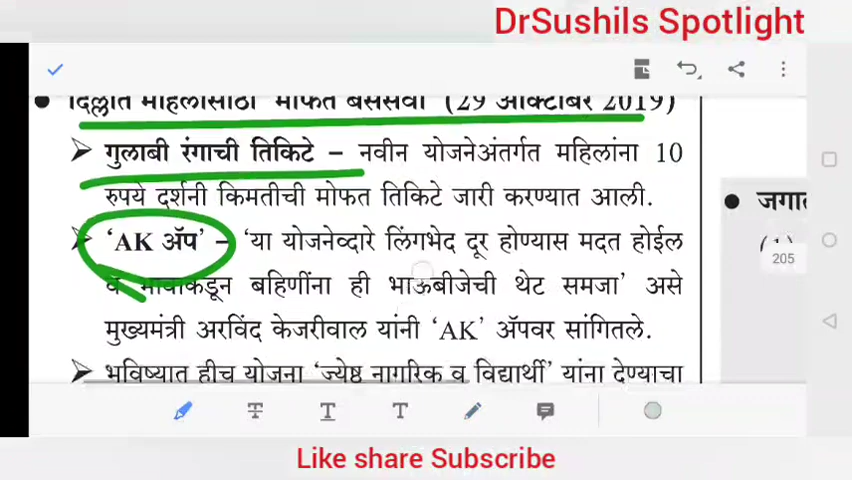 DrSushils Spotlight
• दिल्लीत महिलांसाठी मोफत बससेवा (29 ऑक्टोबर 2019)
➢ गुलाबी रंगाची तिकिटे – नवीन योजनेअंतर्गत महिलांना 10
रुपये दर्शनी किमतीची मोफत तिकिटे जारी करण्यात आली.
➢ 'AK ॲप' – 'या योजनेव्दारे लिंगभेद दूर होण्यास मदत होईल
व भावाकडून बहिणींना ही भाऊबीजेची थेट समजा' असे
मुख्यमंत्री अरविंद केजरीवाल यांनी 'AK' ॲपवर सांगितले.
➢ भविष्यात हीच योजना 'ज्येष्ठ नागरिक व विद्यार्थी' यांना देण्याचा
• जगात
(1)
205
Like share Subscribe